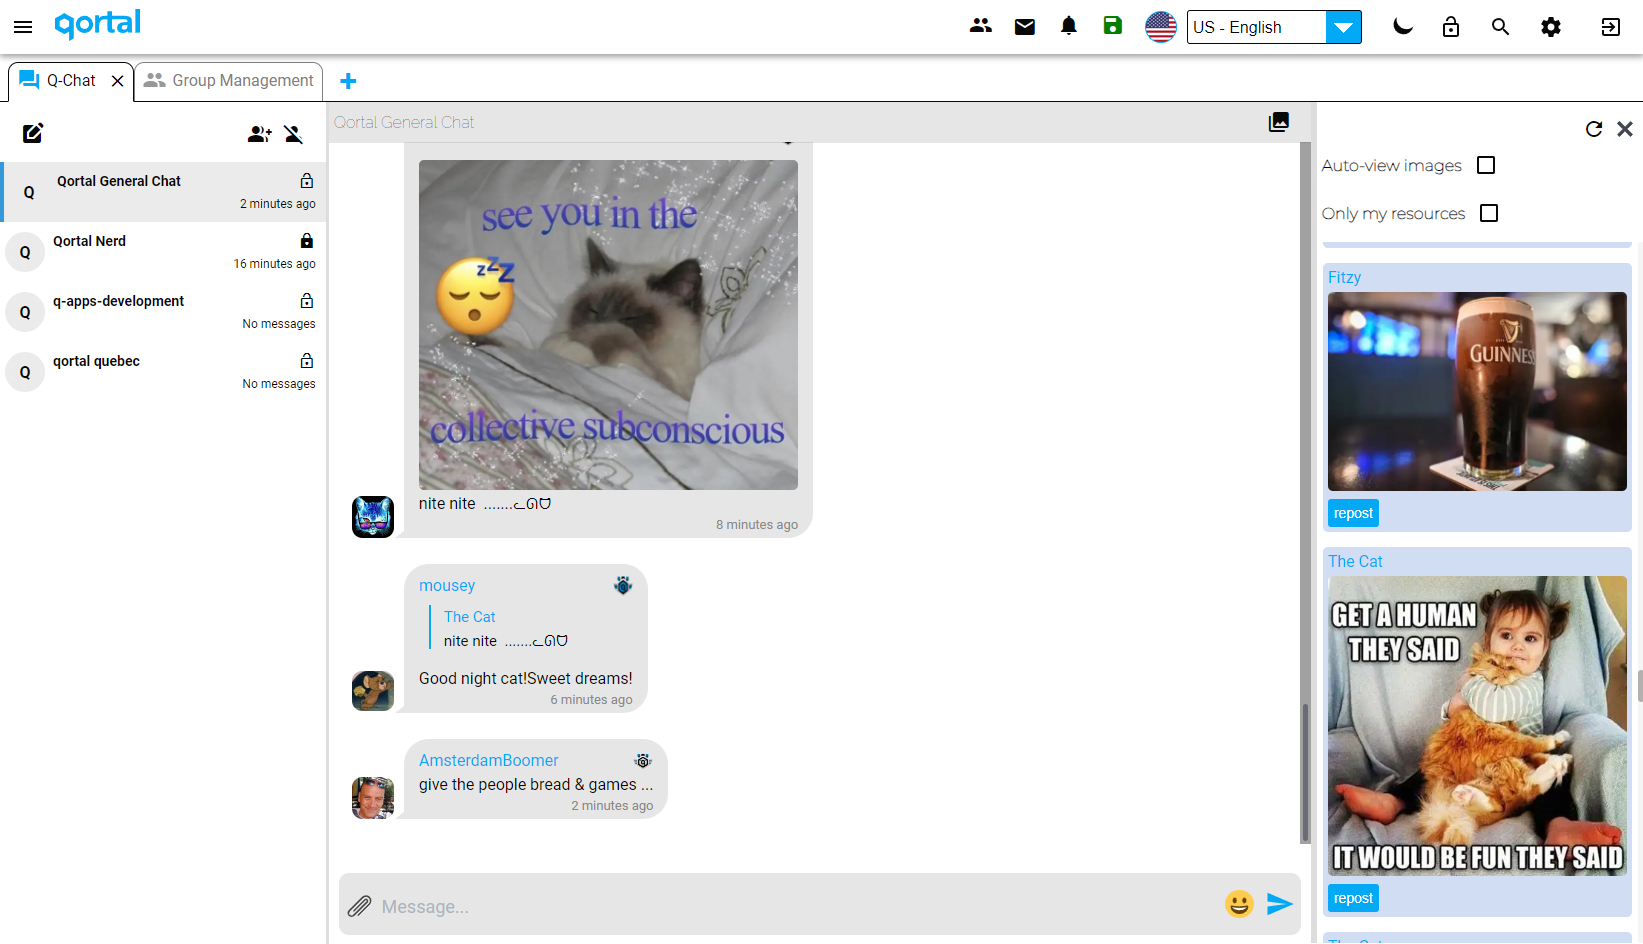 qortal
US - English
Q-Chat
Group Management
Qortal General Chat
Q
Qortal General Chat
2 minutes ago
Q
Qortal Nerd
16 minutes ago
Q
q-apps-development
No messages
Q
qortal quebec
No messages
see you in the
zzZ
collective subconscious
nite nite
8 minutes ago
mousey
The Cat
nite nite
Good night cat!Sweet dreams!
6 minutes ago
AmsterdamBoomer
give the people bread & games ...
2 minutes ago
Message...
Auto-view images
Only my resources
Fitzy
GUINNESS
repost
The Cat
GET A HUMAN
THEY SAID
IT WOULD BE FUN THEY SAID
repost